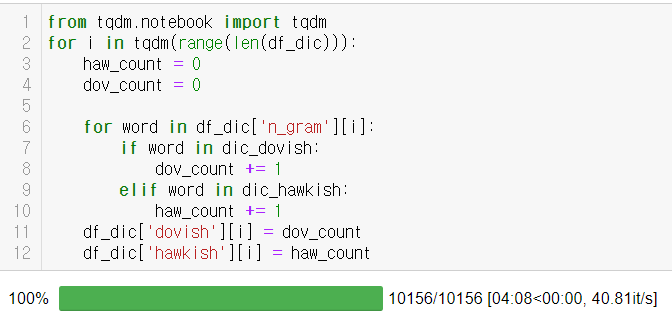 1 from tqdm.notebook import tqdm
2 for i in tqdm(range(len(df_dic))):
3     haw_count = 0
4     dov_count = 0
5
6     for word in df_dic['n_gram'][i]:
7         if word in dic_dovish:
8             dov_count += 1
9         elif word in dic_hawkish:
10             haw_count += 1
11     df_dic['dovish'][i] = dov_count
12     df_dic['hawkish'][i] = haw_count
100% 10156/10156 [04:08<00:00, 40.81it/s]